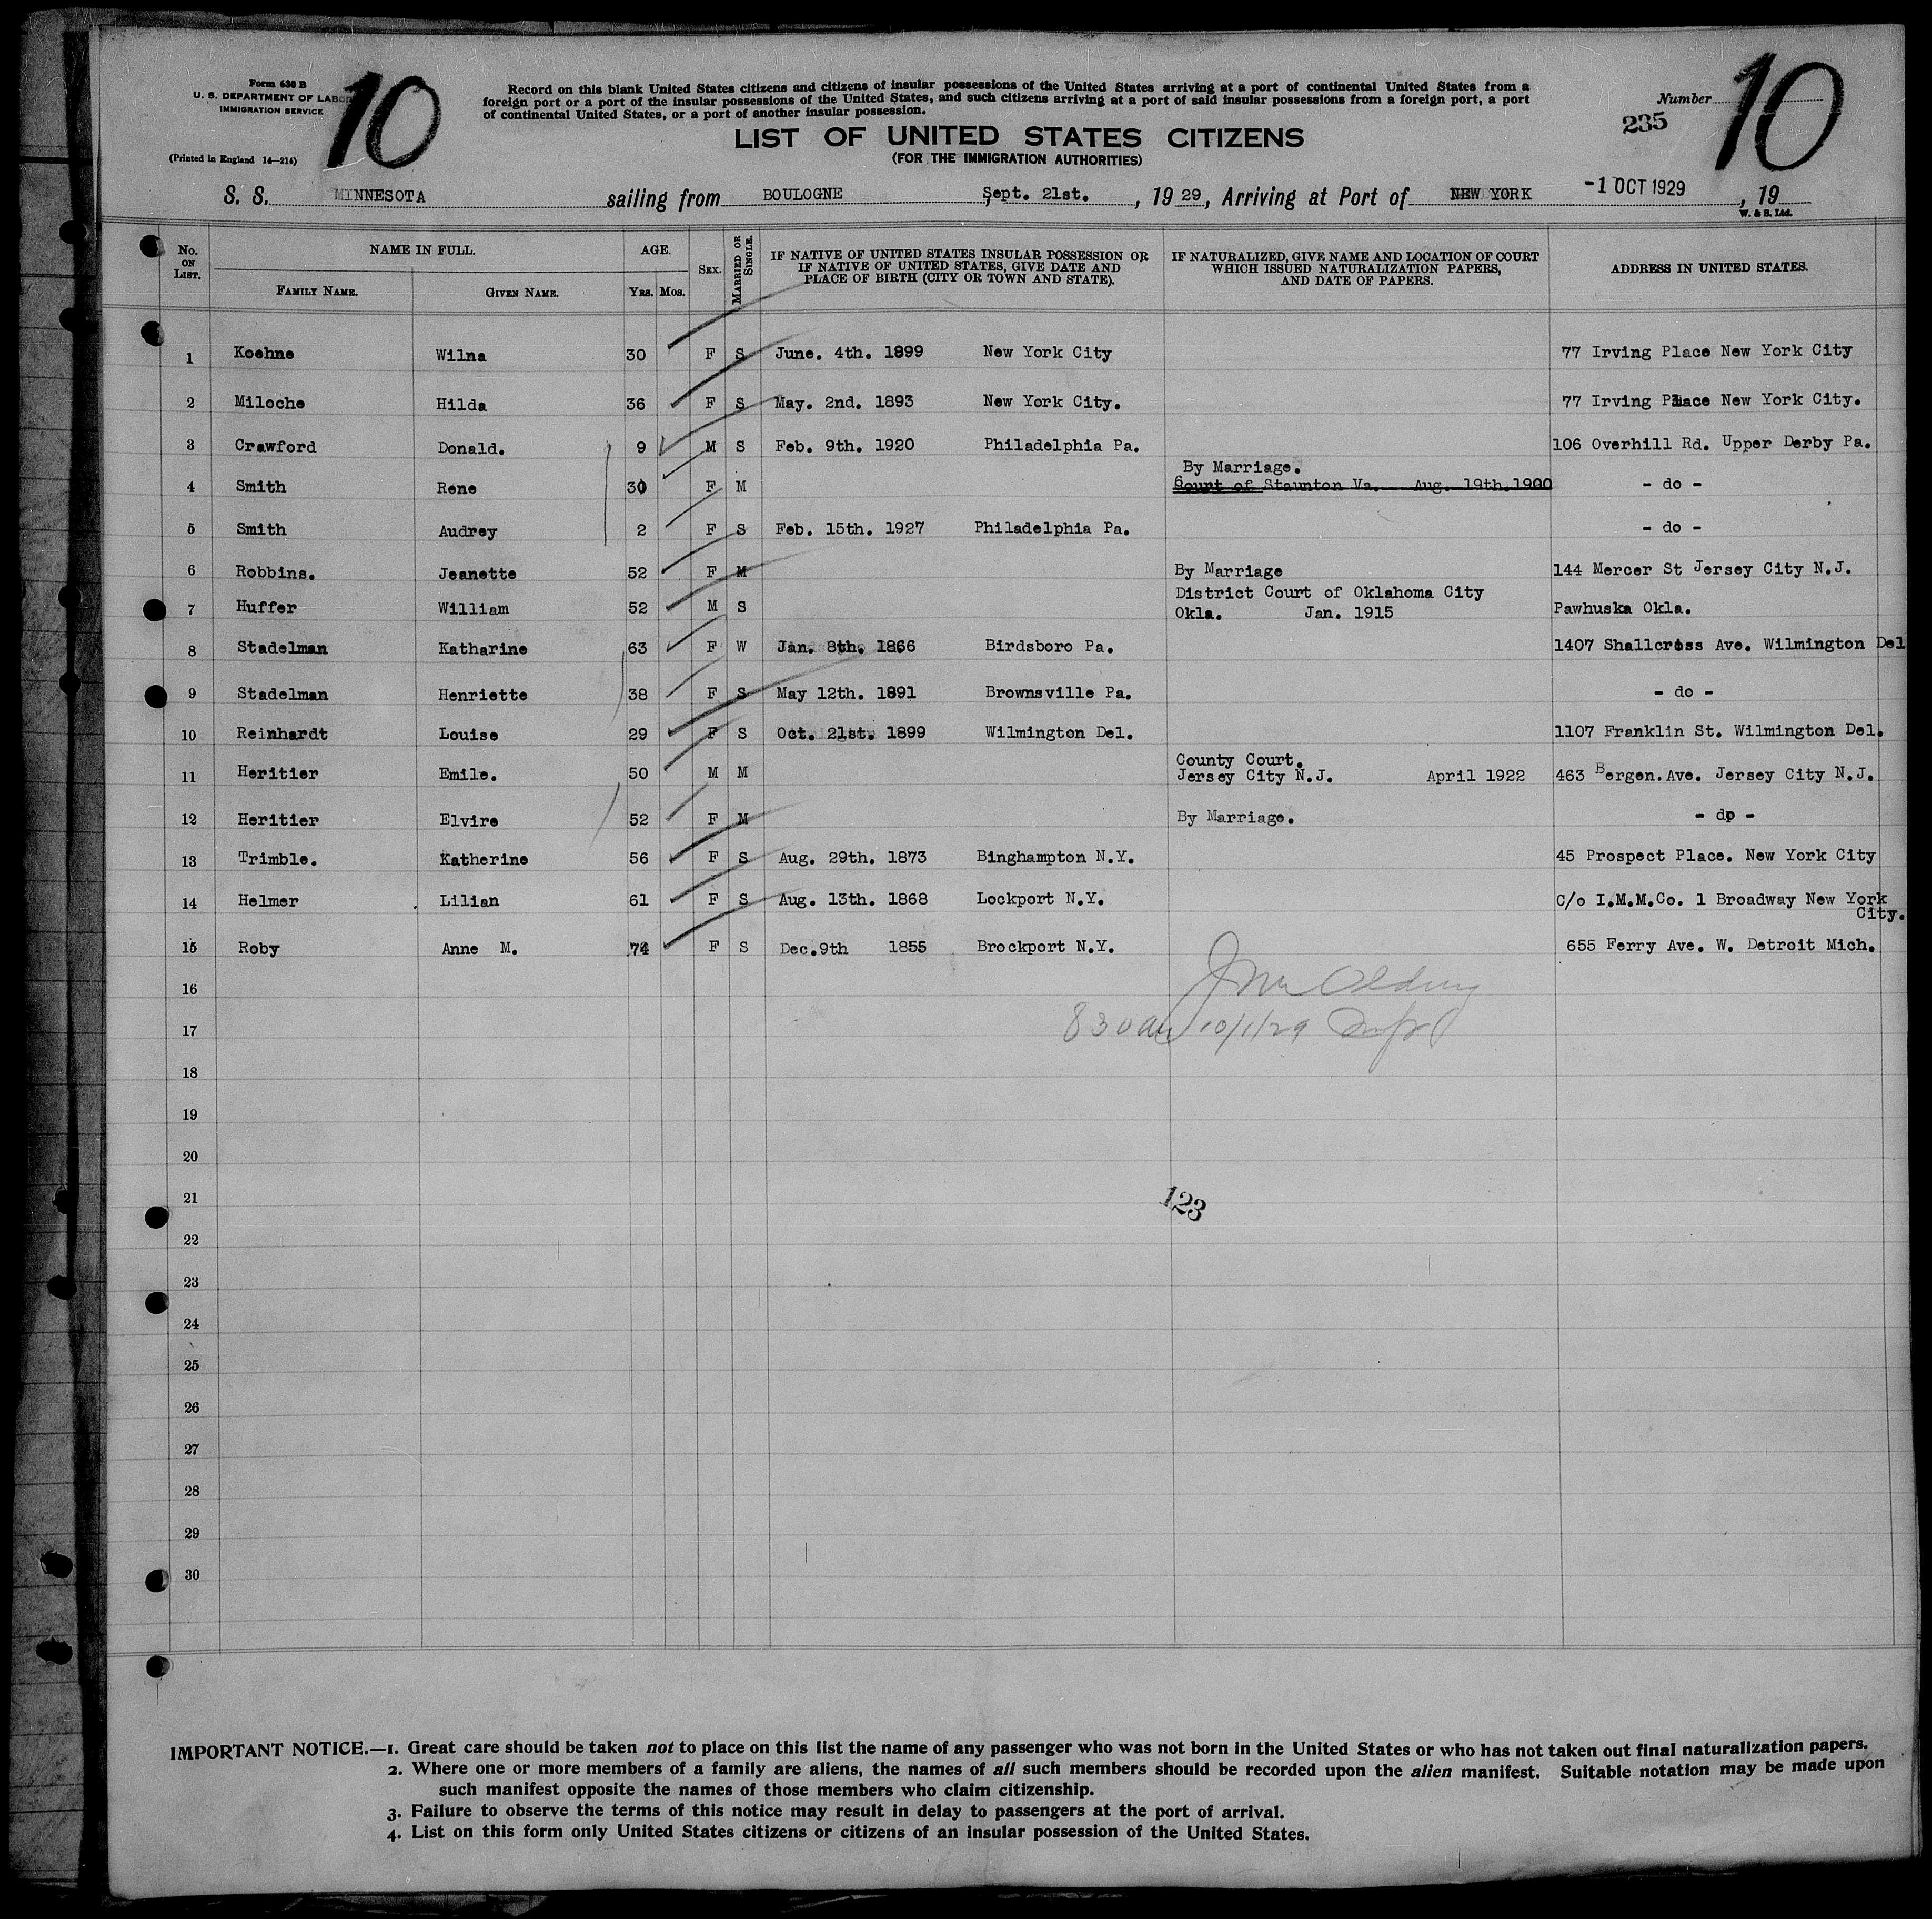 Form 630 B
U. S. DEPARTMENT OF LABOR
IMMIGRATION SERVICE
(Printed in England 14—214)
10
Record on this blank United States citizens and citizens of insular possessions of the United States arriving at a port of continental United States from a
foreign port or a port of the insular possessions of the United States, and such citizens arriving at a port of said insular possessions from a foreign port, a port
of continental United States, or a port of another insular possession.
LIST OF UNITED STATES CITIZENS
(FOR THE IMMIGRATION AUTHORITIES)
Number
235
10
S. S. MINNESOTA sailing from BOULOGNE Sept. 21st. , 19 29, Arriving at Port of NEW YORK -1 OCT 1929 , 19
W. & S. Ltd.
No. ON LIST. NAME IN FULL. FAMILY NAME. GIVEN NAME. AGE. YRS. MOS. SEX. MARRIED OR SINGLE. IF NATIVE OF UNITED STATES INSULAR POSSESSION OR IF NATIVE OF UNITED STATES, GIVE DATE AND PLACE OF BIRTH (CITY OR TOWN AND STATE). IF NATURALIZED, GIVE NAME AND LOCATION OF COURT WHICH ISSUED NATURALIZATION PAPERS, AND DATE OF PAPERS. ADDRESS IN UNITED STATES.
1 Koehne Wilna 30 F S June. 4th. 1899 New York City 77 Irving Place New York City
2 Miloche Hilda 36 F S May. 2nd. 1893 New York City. 77 Irving Place New York City.
3 Crawford Donald. 9 M S Feb. 9th. 1920 Philadelphia Pa. 106 Overhill Rd. Upper Derby Pa.
By Marriage.
4 Smith Rene 30 F M Court of Staunton Va. Aug. 19th. 1900 - do -
5 Smith Audrey 2 F S Feb. 15th. 1927 Philadelphia Pa. - do -
6 Robbins. Jeanette 52 F M By Marriage 144 Mercer St Jersey City N.J.
District Court of Oklahoma City
7 Huffer William 52 M S Okla. Jan. 1915 Pawhuska Okla.
8 Stadelman Katharine 63 F W Jan. 8th. 1866 Birdsboro Pa. 1407 Shallcross Ave. Wilmington Del
9 Stadelman Henriette 38 F S May 12th. 1891 Brownsville Pa. - do -
10 Reinhardt Louise 29 F S Oct. 21st. 1899 Wilmington Del. 1107 Franklin St. Wilmington Del.
County Court.
11 Heritier Emile. 50 M M Jersey City N.J. April 1922 463 Bergen. Ave. Jersey City N.J.
12 Heritier Elvire 52 F M By Marriage. - do -
13 Trimble. Katherine 56 F S Aug. 29th. 1873 Binghampton N.Y. 45 Prospect Place. New York City
14 Helmer Lilian 61 F S Aug. 13th. 1868 Lockport N.Y. C/o I.M.M.Co. 1 Broadway New York
City.
15 Roby Anne M. 74 F S Dec.9th 1855 Brockport N.Y. 655 Ferry Ave. W. Detroit Mich.
16
17 830 am 10/1/29
18
19
20
21
123
22
23
24
25
26
27
28
29
30
IMPORTANT NOTICE.—1. Great care should be taken not to place on this list the name of any passenger who was not born in the United States or who has not taken out final naturalization papers.
2. Where one or more members of a family are aliens, the names of all such members should be recorded upon the alien manifest. Suitable notation may be made upon
such manifest opposite the names of those members who claim citizenship.
3. Failure to observe the terms of this notice may result in delay to passengers at the port of arrival.
4. List on this form only United States citizens or citizens of an insular possession of the United States.